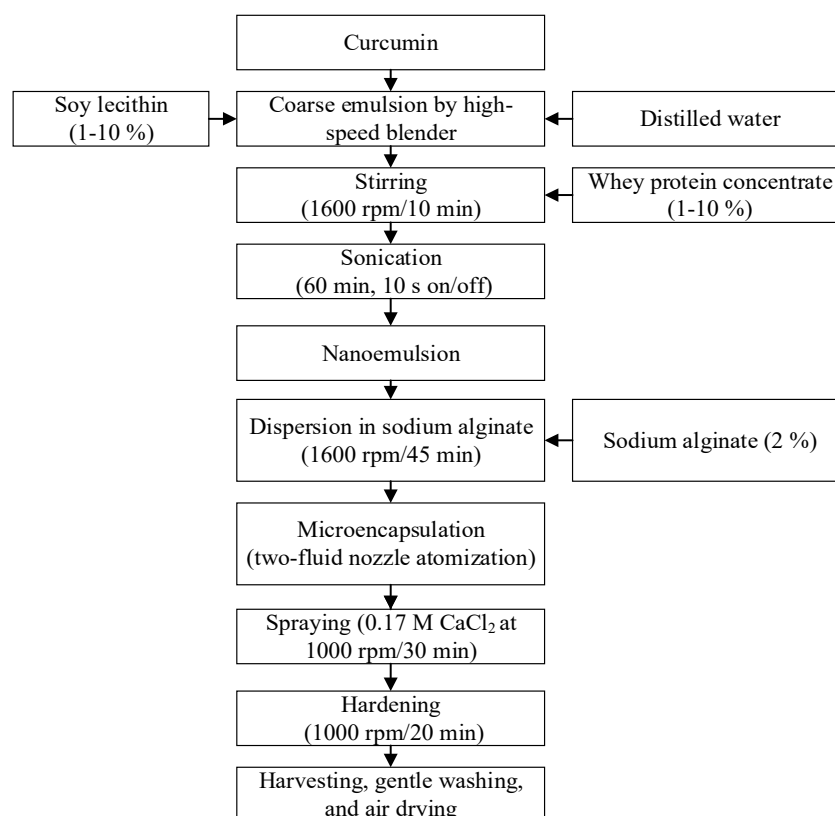 Curcumin
Soy lecithin
(1-10 %)
Coarse emulsion by high-
speed blender
Distilled water
Stirring
(1600 rpm/10 min)
Whey protein concentrate
(1-10 %)
Sonication
(60 min, 10 s on/off)
Nanoemulsion
Dispersion in sodium alginate
(1600 rpm/45 min)
Sodium alginate (2 %)
Microencapsulation
(two-fluid nozzle atomization)
Spraying (0.17 M CaCl₂ at
1000 rpm/30 min)
Hardening
(1000 rpm/20 min)
Harvesting, gentle washing,
and air drying